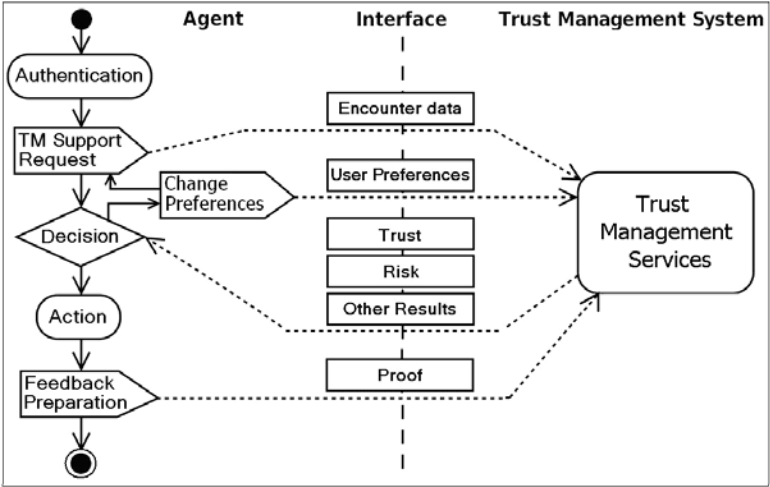 Agent
Interface
Trust Management System
Authentication
Encounter data
TM Support
Request
Change
Preferences
User Preferences
Trust
Management
Services
Decision
Trust
Risk
Other Results
Action
Proof
Feedback
Preparation